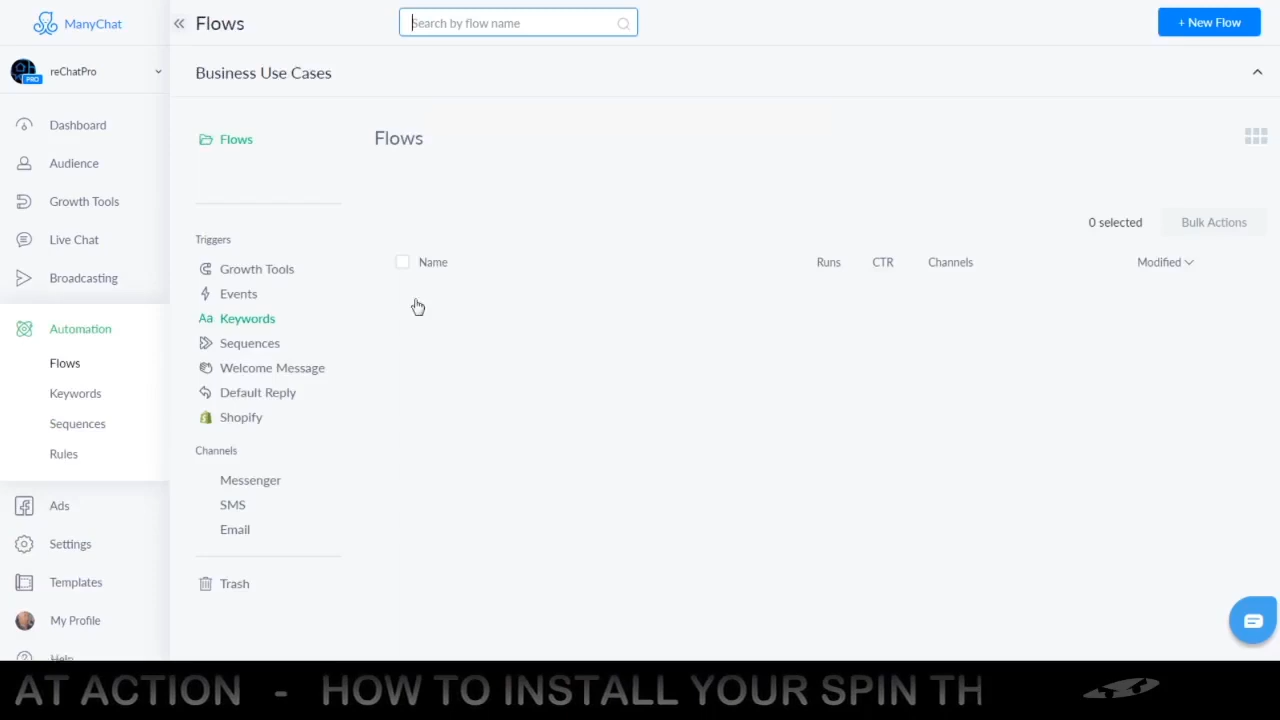 ManyChat
Flows
Search by flow name
+ New Flow
PRO
reChatPro
Business Use Cases
Dashboard
Audience
Growth Tools
Live Chat
Broadcasting
Automation
Flows
Keywords
Sequences
Rules
Ads
Settings
Templates
My Profile
Help
Flows
Triggers
Growth Tools
Events
Aa Keywords
Sequences
Welcome Message
Default Reply
Shopify
Channels
Messenger
SMS
Email
Trash
Flows
0 selected
Bulk Actions
Name
Runs
CTR
Channels
Modified
AT ACTION - HOW TO INSTALL YOUR SPIN TH